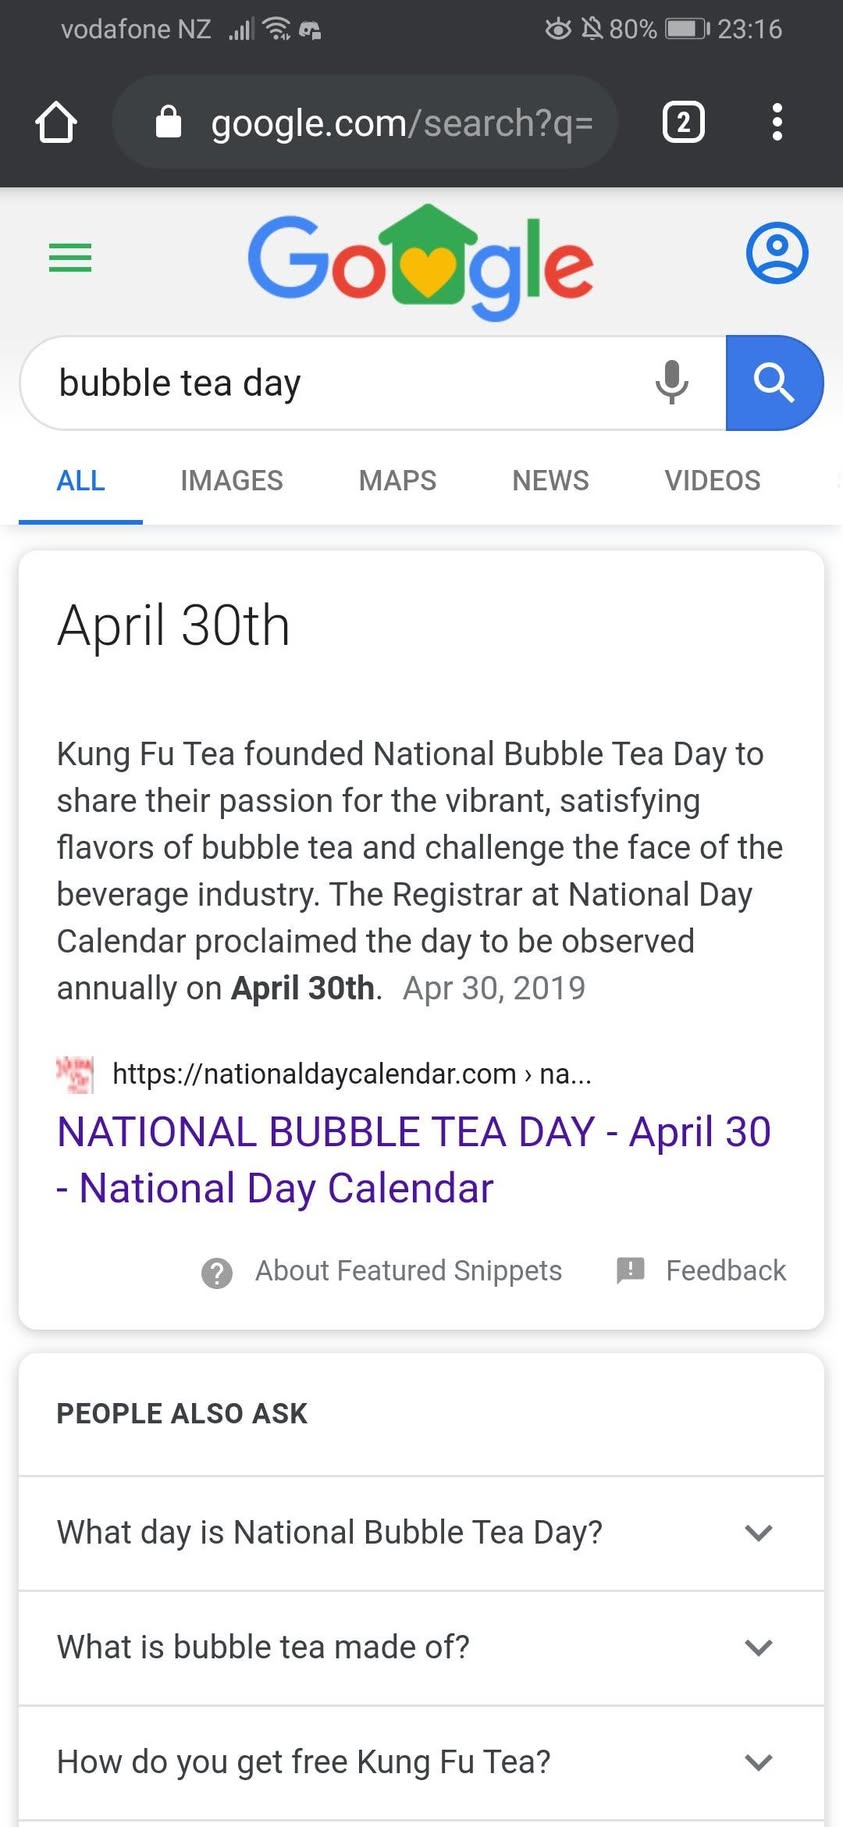 vodafone NZ 80% 23:16
google.com/search?q= 2
Google
bubble tea day
ALL IMAGES MAPS NEWS VIDEOS
April 30th
Kung Fu Tea founded National Bubble Tea Day to
share their passion for the vibrant, satisfying
flavors of bubble tea and challenge the face of the
beverage industry. The Registrar at National Day
Calendar proclaimed the day to be observed
annually on April 30th. Apr 30, 2019
https://nationaldaycalendar.com › na...
NATIONAL BUBBLE TEA DAY - April 30
- National Day Calendar
? About Featured Snippets ! Feedback
PEOPLE ALSO ASK
What day is National Bubble Tea Day?
What is bubble tea made of?
How do you get free Kung Fu Tea?